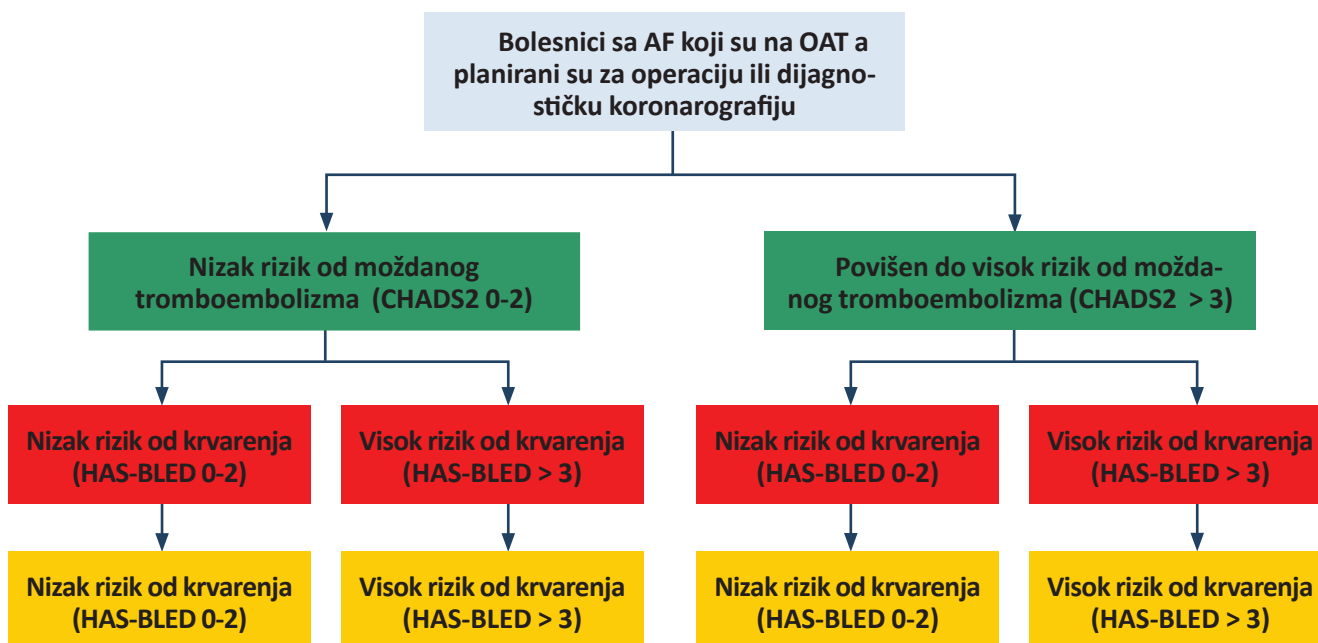 Bolesnici sa AF koji su na OAT a
planirani su za operaciju ili dijagno-
stičku koronarografiju
Nizak rizik od moždanog
tromboembolizma (CHADS2 0-2)
Povišen do visok rizik od možda-
nog tromboembolizma (CHADS2 > 3)
Nizak rizik od krvarenja
(HAS-BLED 0-2)
Visok rizik od krvarenja
(HAS-BLED > 3)
Nizak rizik od krvarenja
(HAS-BLED 0-2)
Visok rizik od krvarenja
(HAS-BLED > 3)
Nizak rizik od krvarenja
(HAS-BLED 0-2)
Visok rizik od krvarenja
(HAS-BLED > 3)
Nizak rizik od krvarenja
(HAS-BLED 0-2)
Visok rizik od krvarenja
(HAS-BLED > 3)